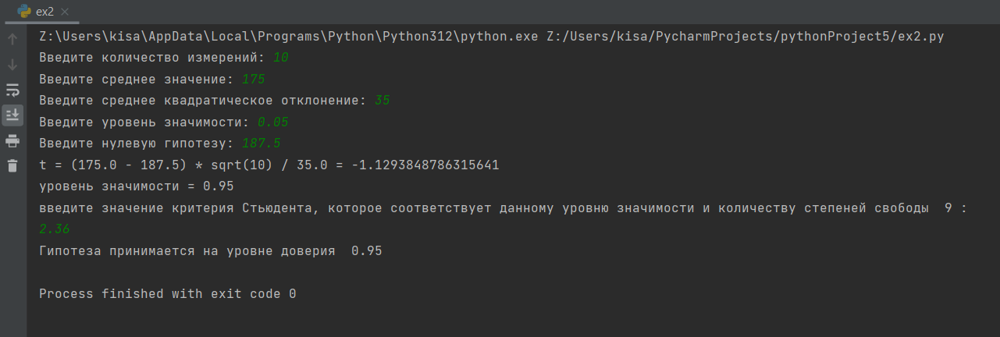 ex2
Z:\Users\kisa\AppData\Local\Programs\Python\Python312\python.exe Z:/Users/kisa/PycharmProjects/pythonProject5/ex2.py
Введите количество измерений: 10
Введите среднее значение: 175
Введите среднее квадратическое отклонение: 35
Введите уровень значимости: 0.05
Введите нулевую гипотезу: 187.5
t = (175.0 - 187.5) * sqrt(10) / 35.0 = -1.1293848786315641
уровень значимости = 0.95
введите значение критерия Стьюдента, которое соответствует данному уровню значимости и количеству степеней свободы  9 :
2.36
Гипотеза принимается на уровне доверия  0.95
Process finished with exit code 0